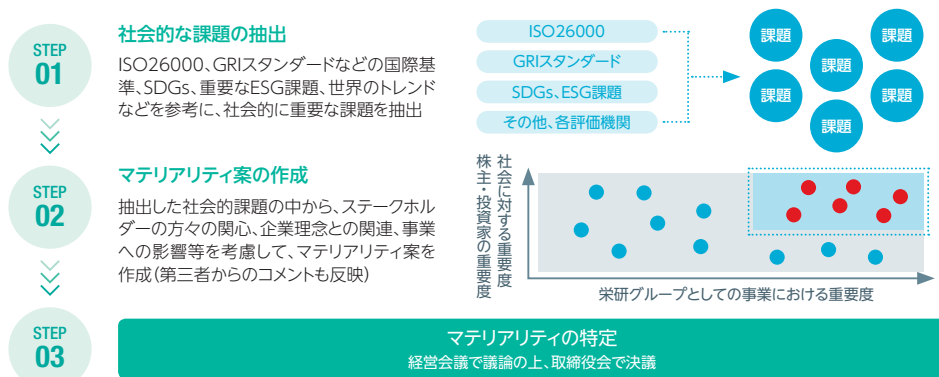 STEP
01
社会的な課題の抽出
ISO26000、GRIスタンダードなどの国際基
準、SDGs、重要なESG課題、世界のトレンド
などを参考に、社会的に重要な課題を抽出
ISO26000
GRIスタンダード
SDGs、ESG課題
その他、各評価機関
課題
課題
課題
課題
課題
課題
STEP
02
マテリアリティ案の作成
抽出した社会的課題の中から、ステークホル
ダーの方々の関心、企業理念との関連、事業
への影響等を考慮して、マテリアリティ案を
作成（第三者からのコメントも反映）
社会に対する重要度
株主・投資家の重要度
栄研グループとしての事業における重要度
STEP
03
マテリアリティの特定
経営会議で議論の上、取締役会で決議